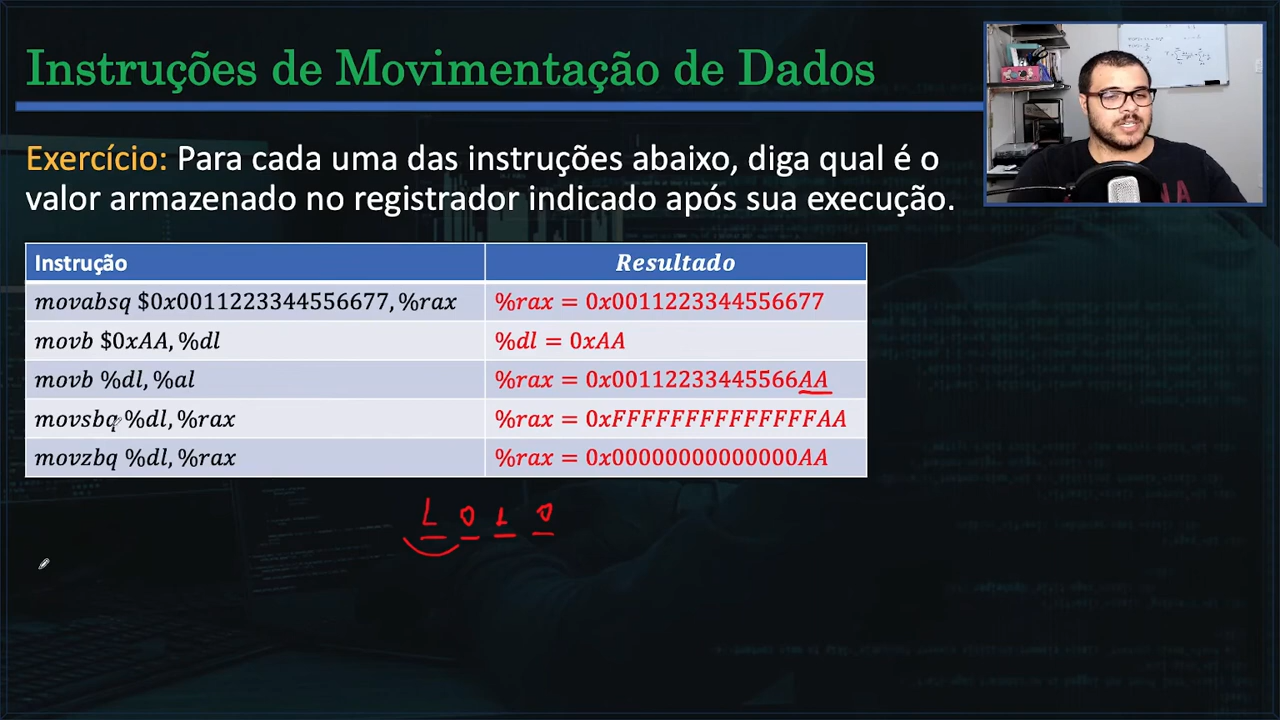 Instruções de Movimentação de Dados
Exercício: Para cada uma das instruções abaixo, diga qual é o
valor armazenado no registrador indicado após sua execução.
Instrução Resultado
movabsq $0x0011223344556677, %rax %rax = 0x0011223344556677
movb $0xAA, %dl %dl = 0xAA
movb %dl, %al %rax = 0x00112233445566AA
movsbq %dl, %rax %rax = 0xFFFFFFFFFFFFFFAA
movzbq %dl, %rax %rax = 0x00000000000000AA
1 0 1 0